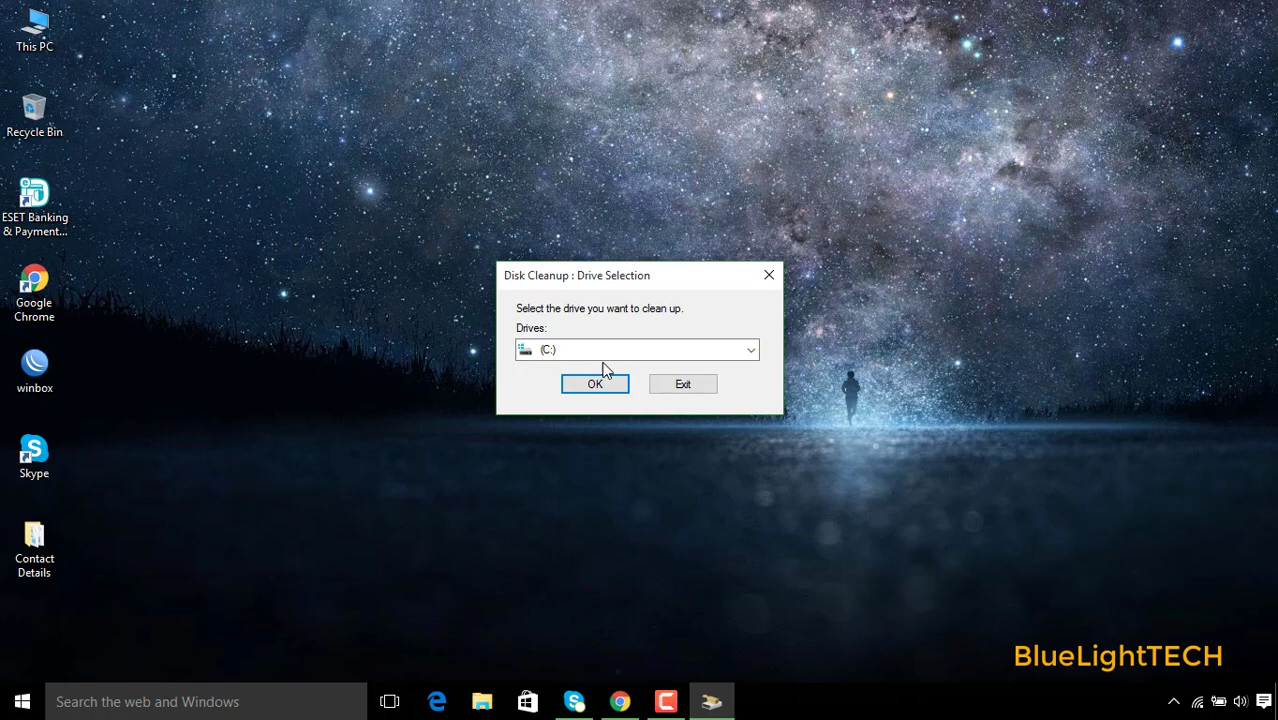 This PC
Recycle Bin
ESET Banking
& Payment...
Google
Chrome
winbox
Skype
Contact
Details
Disk Cleanup : Drive Selection
Select the drive you want to clean up.
Drives:
(C:)
OK
Exit
BlueLightTECH
Search the web and Windows